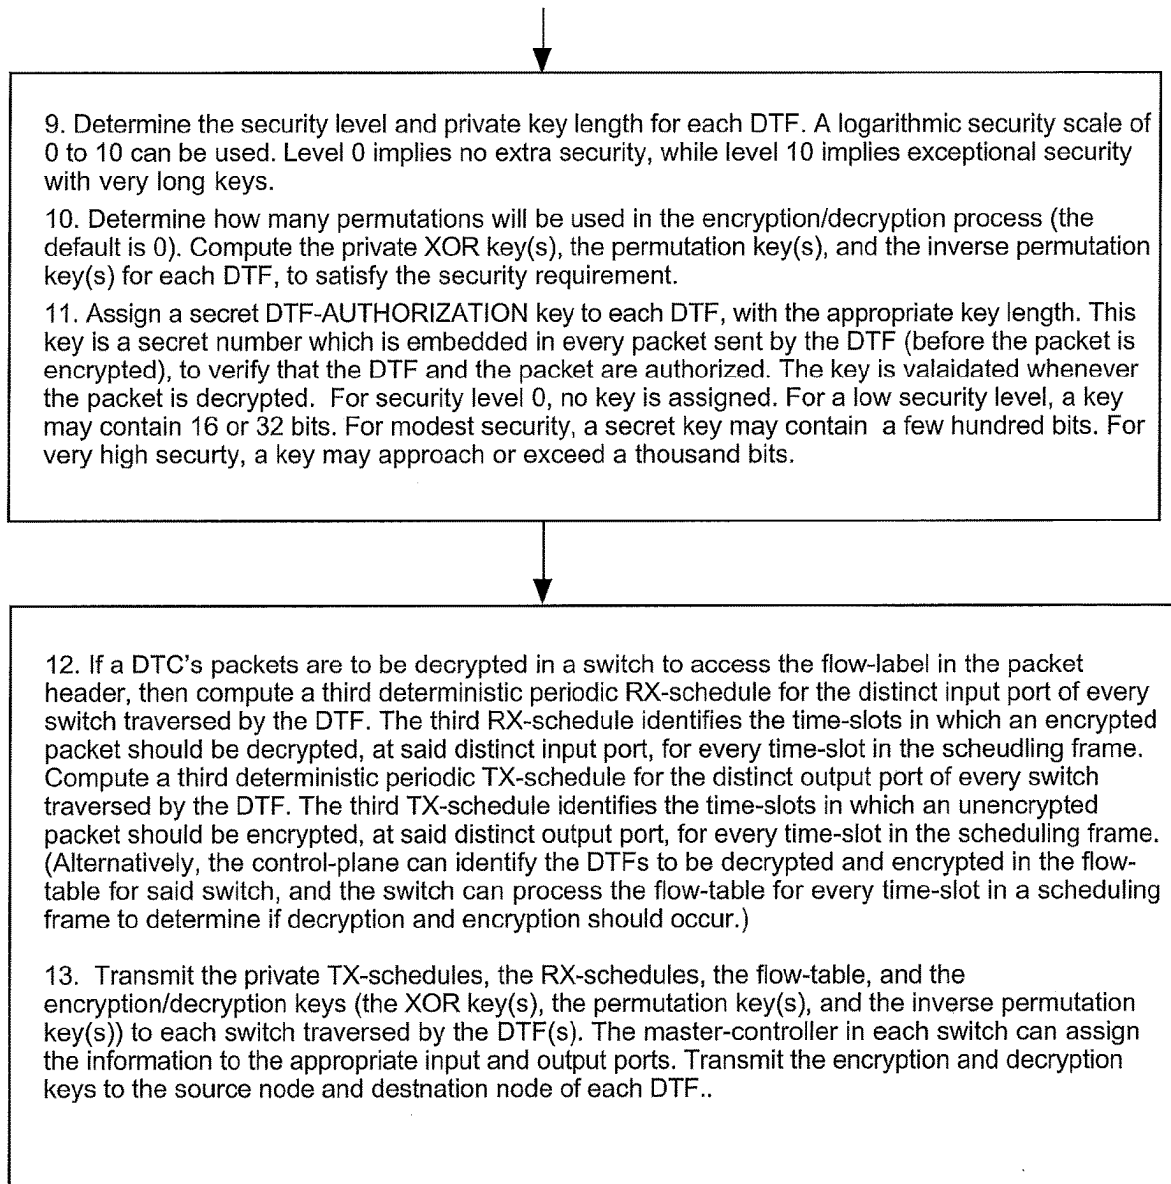 9. Determine the security level and private key length for each DTF. A logarithmic security scale of
0 to 10 can be used. Level 0 implies no extra security, while level 10 implies exceptional security
with very long keys.
10. Determine how many permutations will be used in the encryption/decryption process (the
default is 0). Compute the private XOR key(s), the permutation key(s), and the inverse permutation
key(s) for each DTF, to satisfy the security requirement.
11. Assign a secret DTF-AUTHORIZATION key to each DTF, with the appropriate key length. This
key is a secret number which is embedded in every packet sent by the DTF (before the packet is
encrypted), to verify that the DTF and the packet are authorized. The key is valaidated whenever
the packet is decrypted.  For security level 0, no key is assigned. For a low security level, a key
may contain 16 or 32 bits. For modest security, a secret key may contain  a few hundred bits. For
very high securty, a key may approach or exceed a thousand bits.
12. If a DTC's packets are to be decrypted in a switch to access the flow-label in the packet
header, then compute a third deterministic periodic RX-schedule for the distinct input port of every
switch traversed by the DTF. The third RX-schedule identifies the time-slots in which an encrypted
packet should be decrypted, at said distinct input port, for every time-slot in the scheudling frame.
Compute a third deterministic periodic TX-schedule for the distinct output port of every switch
traversed by the DTF. The third TX-schedule identifies the time-slots in which an unencrypted
packet should be encrypted, at said distinct output port, for every time-slot in the scheduling frame.
(Alternatively, the control-plane can identify the DTFs to be decrypted and encrypted in the flow-
table for said switch, and the switch can process the flow-table for every time-slot in a scheduling
frame to determine if decryption and encryption should occur.)
13.  Transmit the private TX-schedules, the RX-schedules, the flow-table, and the
encryption/decryption keys (the XOR key(s), the permutation key(s), and the inverse permutation
key(s)) to each switch traversed by the DTF(s). The master-controller in each switch can assign
the information to the appropriate input and output ports. Transmit the encryption and decryption
keys to the source node and destnation node of each DTF..